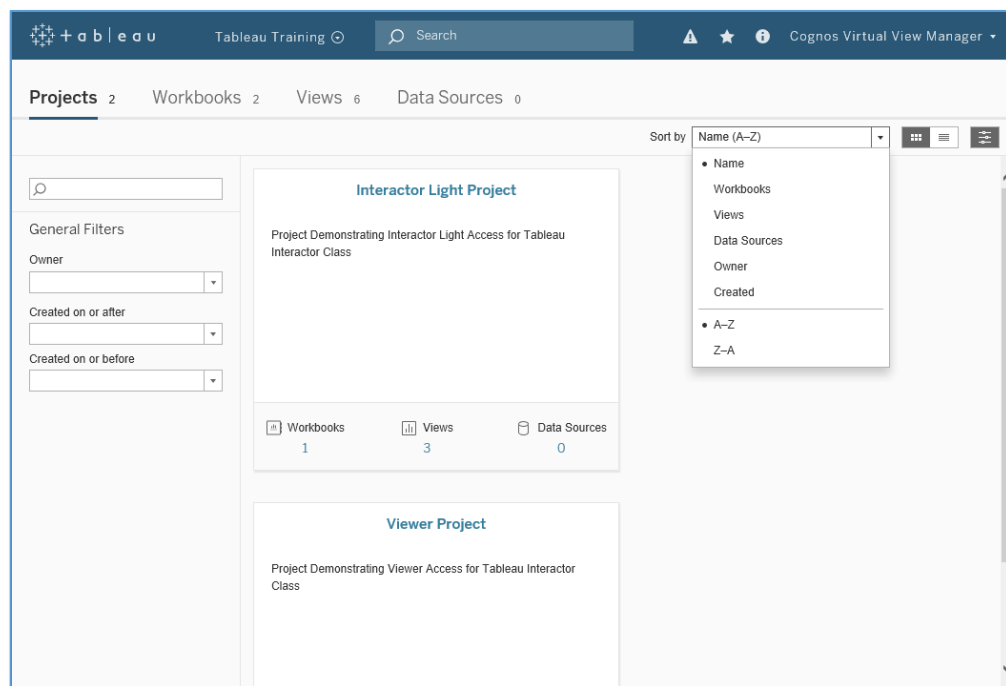 + a b | e a u Tableau Training Search Cognos Virtual View Manager
Projects 2 Workbooks 2 Views 6 Data Sources 0
Sort by Name (A–Z)
• Name
Workbooks
Views
Data Sources
Owner
Created
• A–Z
Z–A
General Filters
Owner
Created on or after
Created on or before
Interactor Light Project
Project Demonstrating Interactor Light Access for Tableau
Interactor Class
Workbooks Views Data Sources
1 3 0
Viewer Project
Project Demonstrating Viewer Access for Tableau Interactor
Class